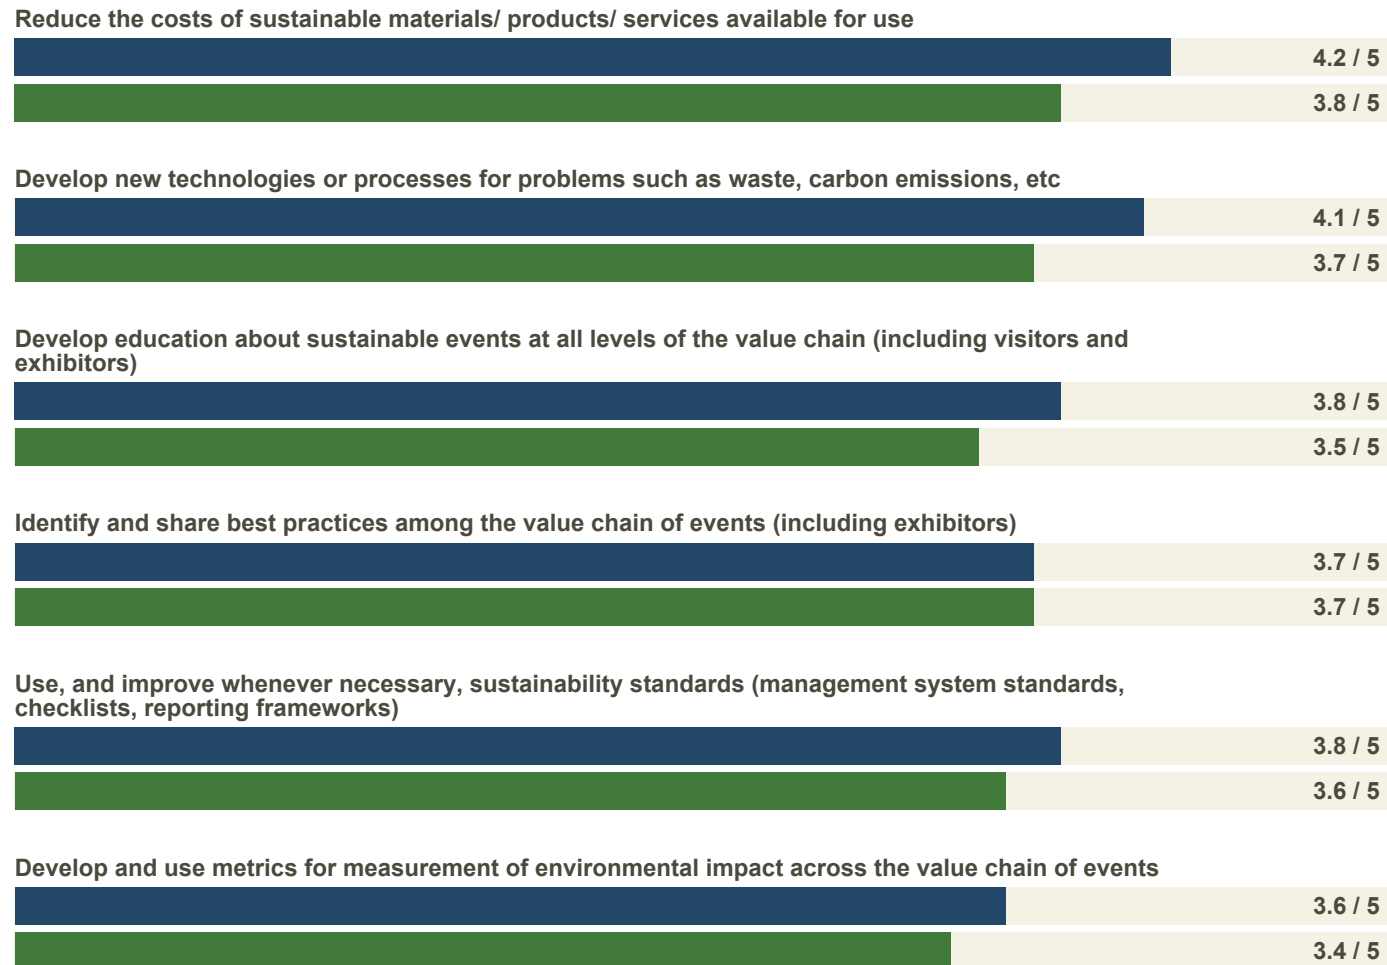 Reduce the costs of sustainable materials/ products/ services available for use
4.2 / 5
3.8 / 5
Develop new technologies or processes for problems such as waste, carbon emissions, etc
4.1 / 5
3.7 / 5
Develop education about sustainable events at all levels of the value chain (including visitors and
exhibitors)
3.8 / 5
3.5 / 5
Identify and share best practices among the value chain of events (including exhibitors)
3.7 / 5
3.7 / 5
Use, and improve whenever necessary, sustainability standards (management system standards,
checklists, reporting frameworks)
3.8 / 5
3.6 / 5
Develop and use metrics for measurement of environmental impact across the value chain of events
3.6 / 5
3.4 / 5